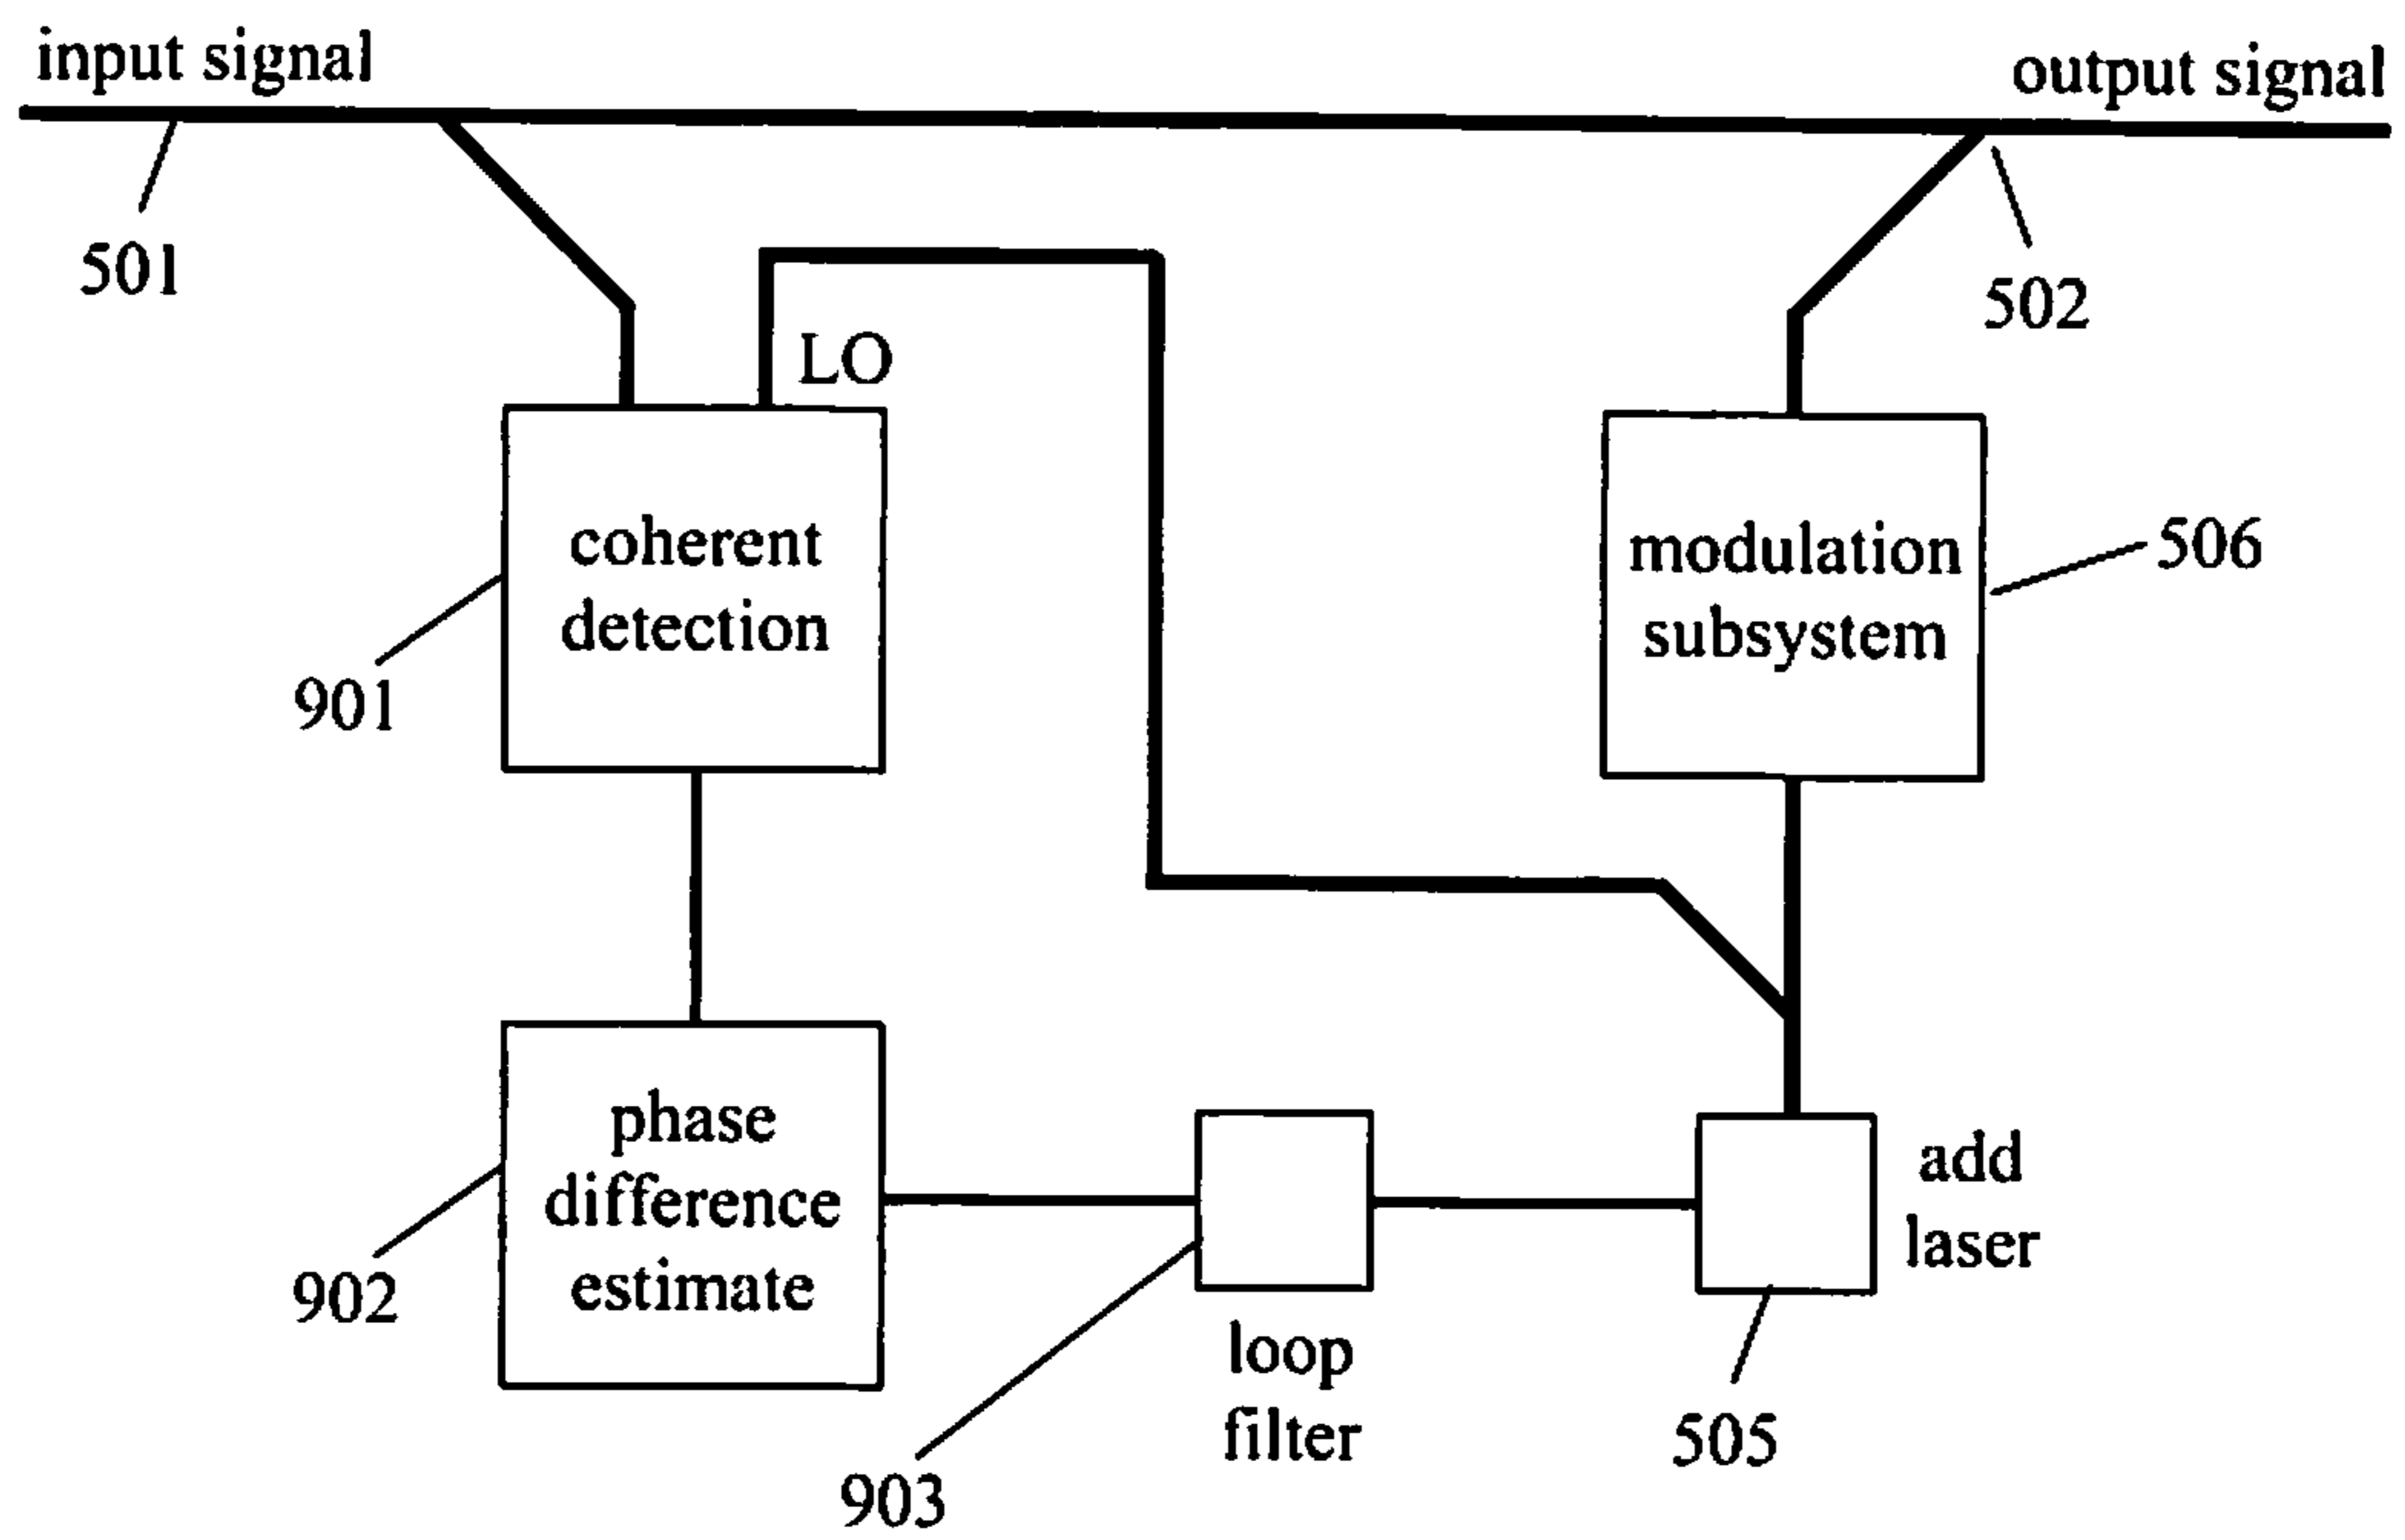 input signal
output signal
501
502
LO
coherent
detection
modulation
subsystem
506
901
phase
difference
estimate
add
laser
902
loop
filter
505
903